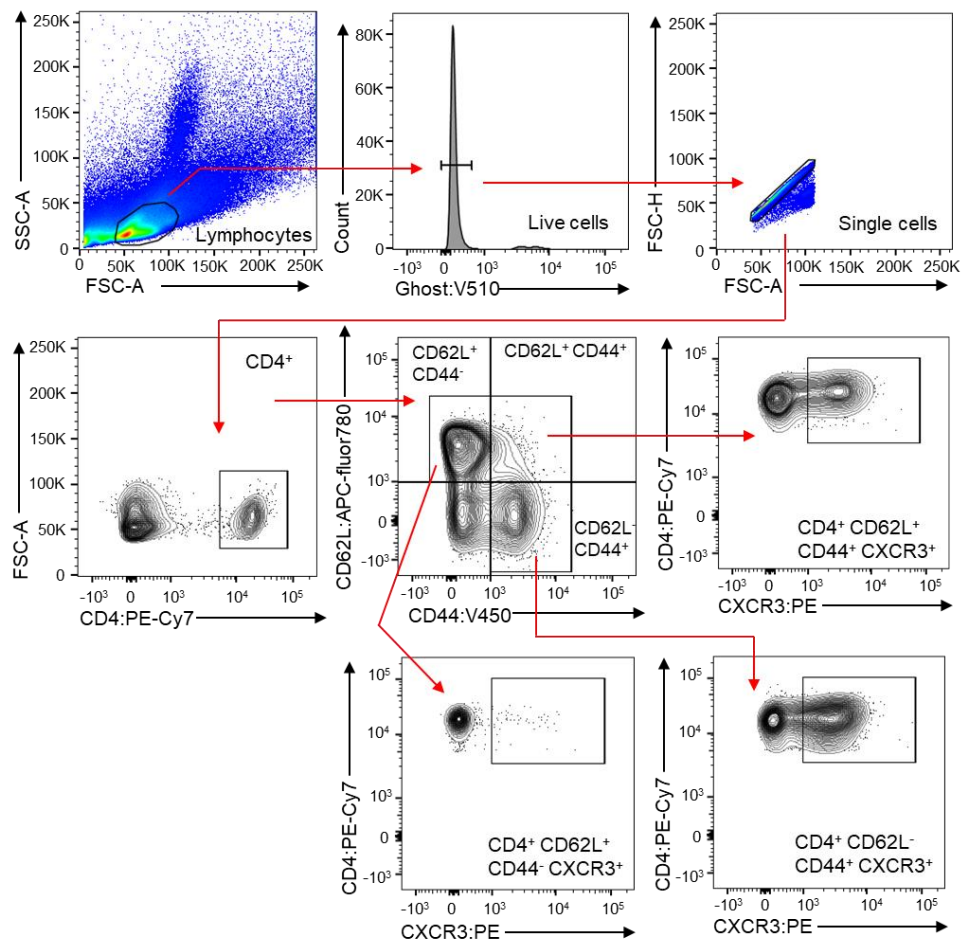 SSC-A
250K
200K
150K
100K
50K
0
Lymphocytes
0 50K 100K 150K 200K 250K
FSC-A
Count
80K
60K
40K
20K
0
Live cells
-10³ 0 10³ 10⁴ 10⁵
Ghost:V510
FSC-H
250K
200K
150K
100K
50K
0
Single cells
0 50K 100K 150K 200K 250K
FSC-A
FSC-A
250K
200K
150K
100K
50K
0
CD4⁺
-10³ 0 10³ 10⁴ 10⁵
CD4:PE-Cy7
CD62L:APC-fluor780
10⁵
10⁴
10³
0
-10³
CD62L⁺
CD44⁻
CD62L⁺ CD44⁺
CD62L⁻
CD44⁺
-10³ 0 10³ 10⁴ 10⁵
CD44:V450
CD4:PE-Cy7
10⁵
10⁴
10³
0
-10³
CD4⁺ CD62L⁺
CD44⁺ CXCR3⁺
-10³ 0 10³ 10⁴ 10⁵
CXCR3:PE
CD4:PE-Cy7
10⁵
10⁴
10³
0
-10³
CD4⁺ CD62L⁺
CD44⁻ CXCR3⁺
-10³ 0 10³ 10⁴ 10⁵
CXCR3:PE
CD4:PE-Cy7
10⁵
10⁴
10³
0
-10³
CD4⁺ CD62L⁻
CD44⁺ CXCR3⁺
-10³ 0 10³ 10⁴ 10⁵
CXCR3:PE